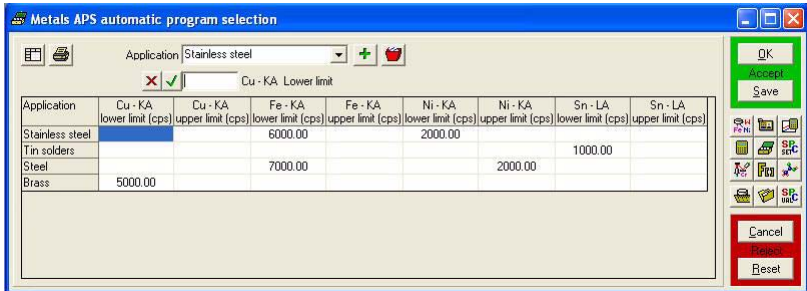 Metals APS automatic program selection
Application Stainless steel
Cu - KA Lower limit
Application Cu - KA Cu - KA Fe - KA Fe - KA Ni - KA Ni - KA Sn - LA Sn - LA
lower limit (cps) upper limit (cps) lower limit (cps) upper limit (cps) lower limit (cps) upper limit (cps) lower limit (cps) upper limit (cps)
Stainless steel 6000.00 2000.00
Tin solders 1000.00
Steel 7000.00 2000.00
Brass 5000.00
OK
Accept
Save
Fe Ni
Cancel
Reject
Reset